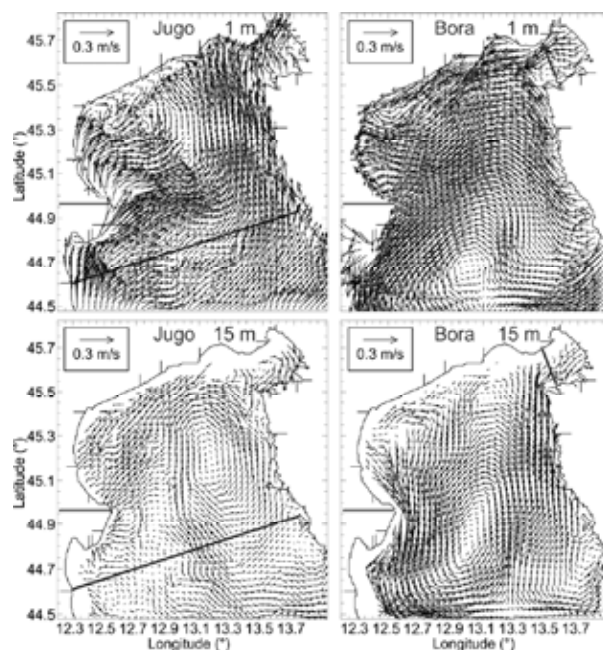 Jugo 1 m
0.3 m/s
45.7
45.5
45.3
45.1
44.9
44.7
44.5
Latitude (°)
Bora 1 m
0.3 m/s
Latitude (°)
Jugo 15 m
0.3 m/s
45.7
45.5
45.3
45.1
44.9
44.7
44.5
Latitude (°)
12.3 12.5 12.7 12.9 13.1 13.3 13.5 13.7
Longitude (°)
Bora 15 m
0.3 m/s
Latitude (°)
12.3 12.5 12.7 12.9 13.1 13.3 13.5 13.7
Longitude (°)